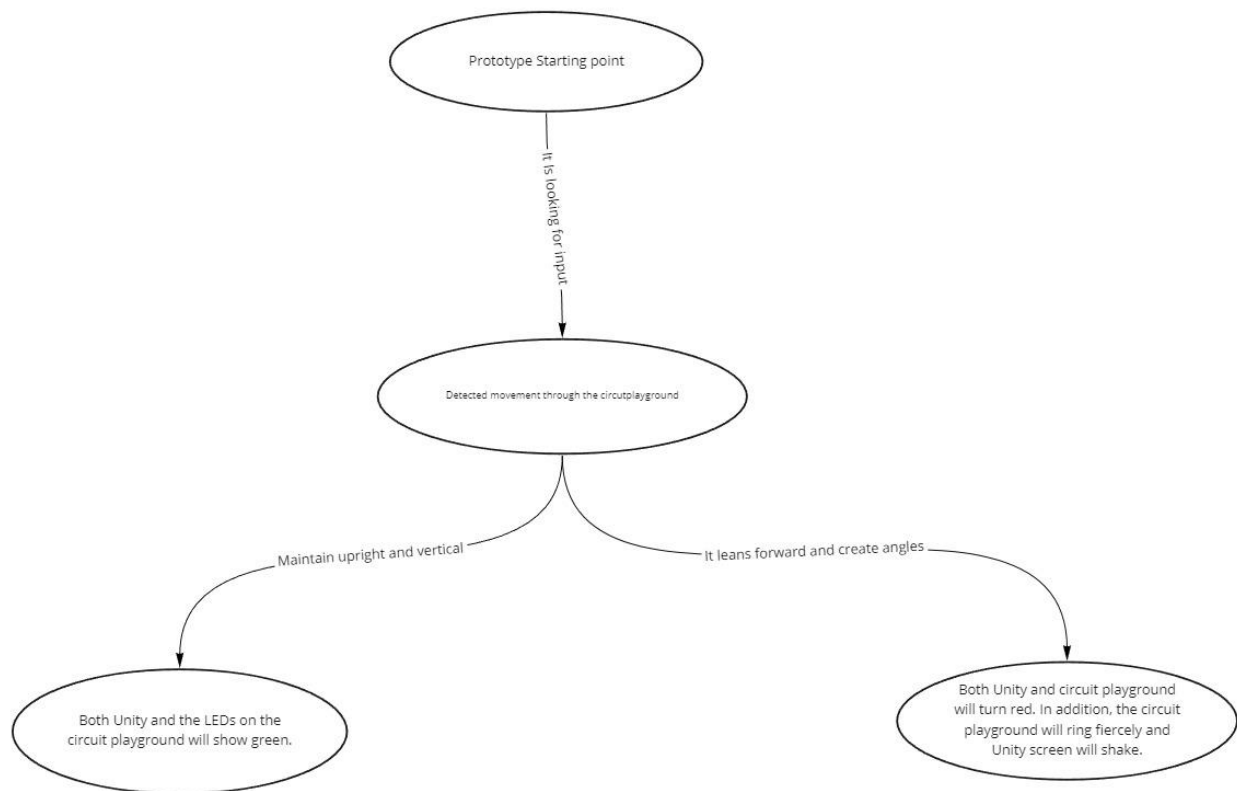 Prototype Starting point
It Is looking for input
Detected movement through the circutplayground
Maintain upright and vertical
It leans forward and create angles
Both Unity and the LEDs on the
circuit playground will show green.
Both Unity and circuit playground
will turn red. In addition, the circuit
playground will ring fiercely and
Unity screen will shake.